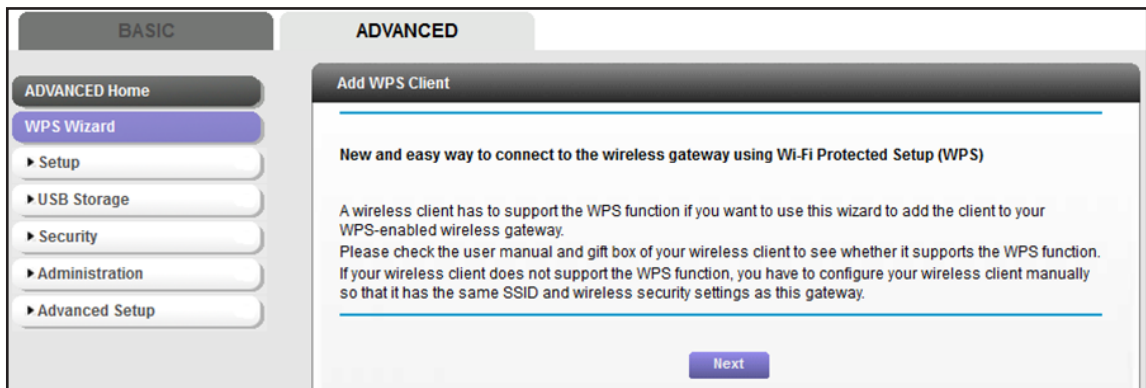 BASIC
ADVANCED
ADVANCED Home
WPS Wizard
Setup
USB Storage
Security
Administration
Advanced Setup
Add WPS Client
New and easy way to connect to the wireless gateway using Wi-Fi Protected Setup (WPS)
A wireless client has to support the WPS function if you want to use this wizard to add the client to your
WPS-enabled wireless gateway.
Please check the user manual and gift box of your wireless client to see whether it supports the WPS function.
If your wireless client does not support the WPS function, you have to configure your wireless client manually
so that it has the same SSID and wireless security settings as this gateway.
Next